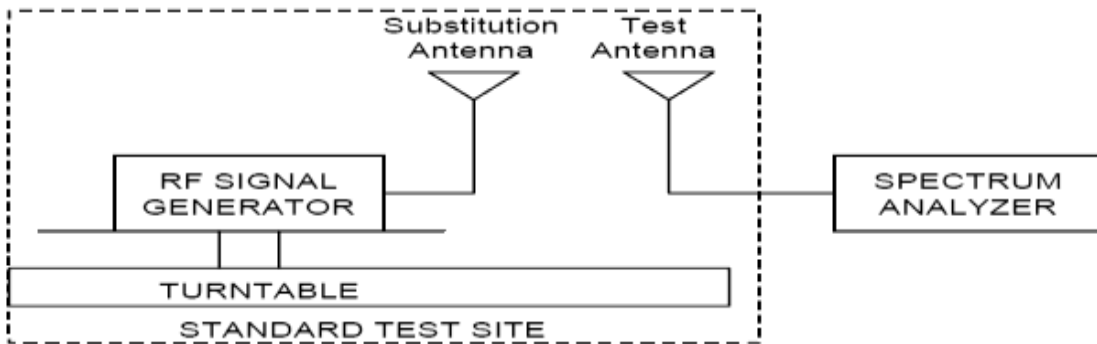 Substitution
Antenna
Test
Antenna
RF SIGNAL
GENERATOR
SPECTRUM
ANALYZER
TURNTABLE
STANDARD TEST SITE